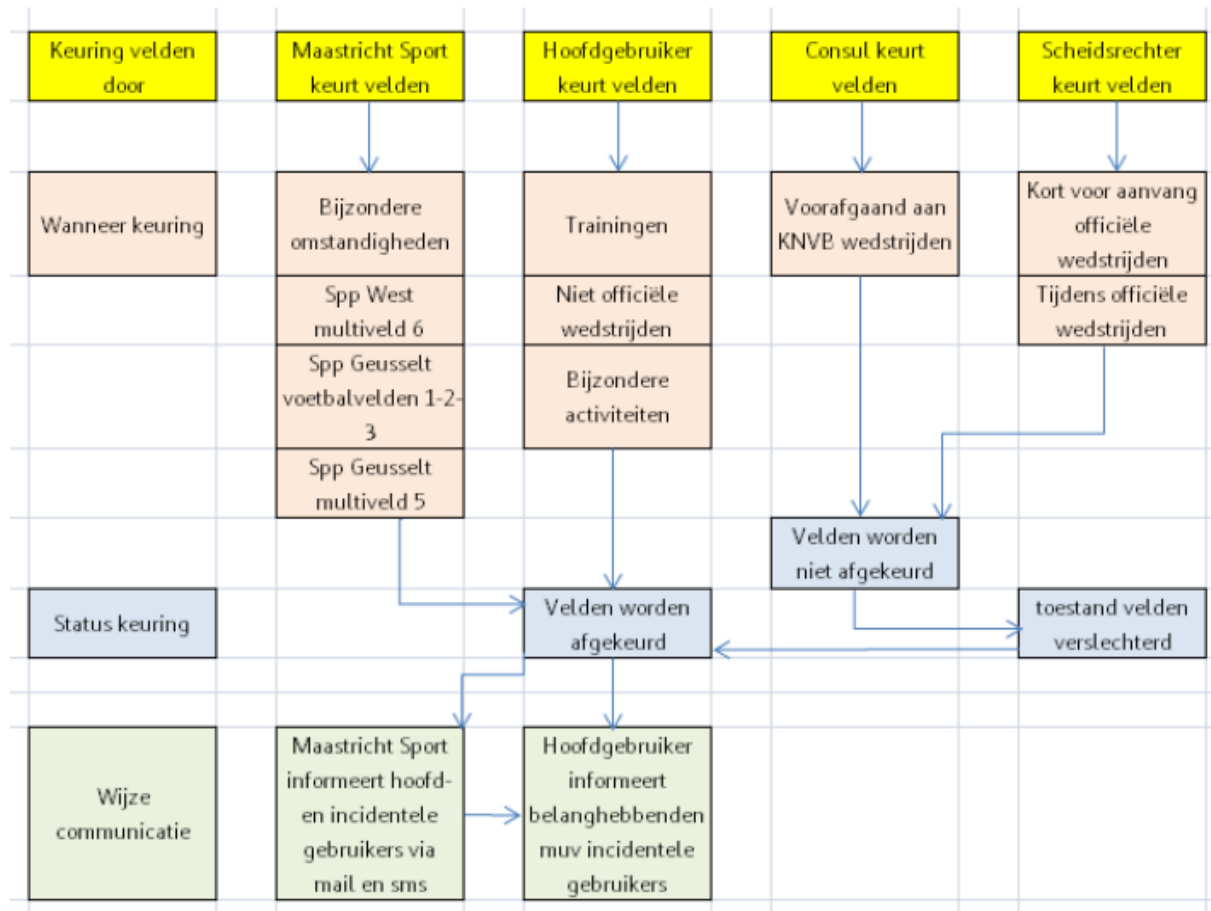 Keuring velden
door
Maastricht Sport
keurt velden
Hoofdgebruiker
keurt velden
Consul keurt
velden
Scheidsrechter
keurt velden
Wanneer keuring
Bijzondere
omstandigheden
Trainingen
Voorafgaand aan
KNVB wedstrijden
Kort voor aanvang
officiële
wedstrijden
Spp West
multiveld 6
Niet officiële
wedstrijden
Tijdens officiële
wedstrijden
Spp Geusselt
voetbalvelden 1-2-
3
Bijzondere
activiteiten
Spp Geusselt
multiveld 5
Velden worden
niet afgekeurd
Status keuring
Velden worden
afgekeurd
toestand velden
verslechterd
Wijze
communicatie
Maastricht Sport
informeert hoofd-
en incidentele
gebruikers via
mail en sms
Hoofdgebruiker
informeert
belanghebbenden
muv incidentele
gebruikers